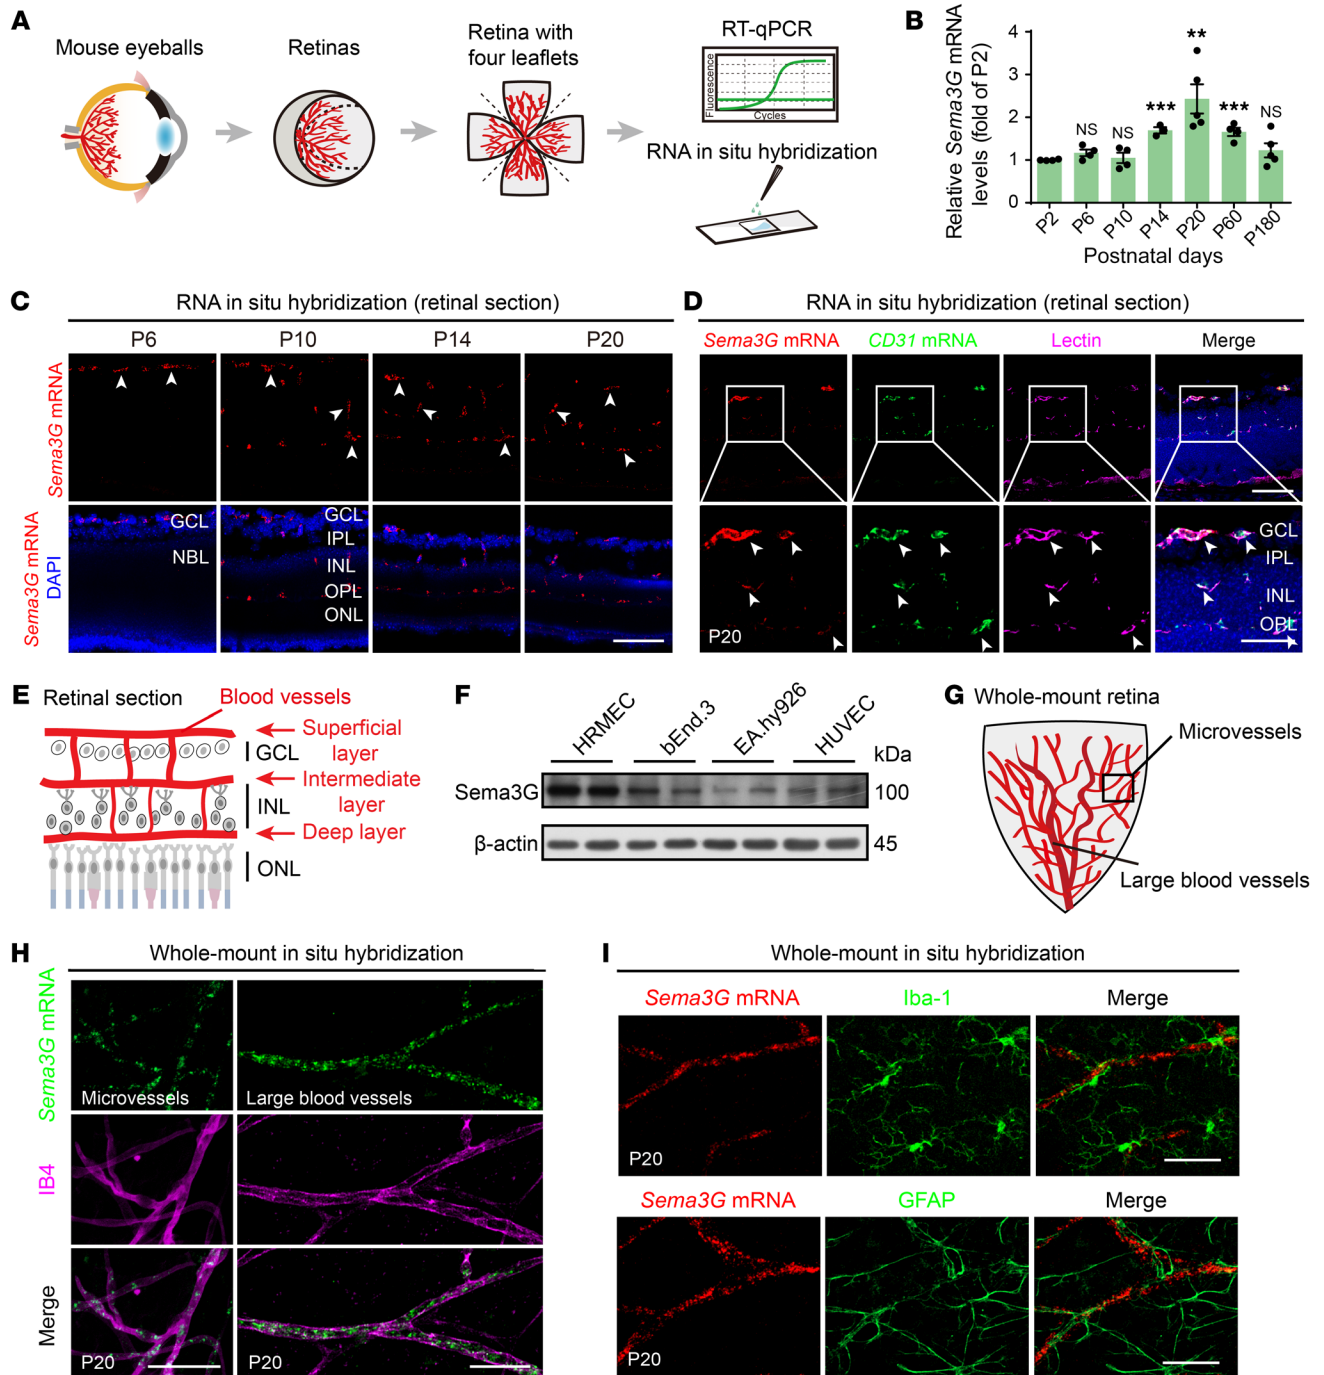 A
Mouse eyeballs
Retinas
Retina with
four leaflets
RT-qPCR
Fluorescence
Cycles
RNA in situ hybridization
B
Relative Sema3G mRNA
levels (fold of P2)
4
3
2
1
0
NS
NS
***
**
***
NS
P2
P6
P10
P14
P20
P60
P180
Postnatal days
C
RNA in situ hybridization (retinal section)
P6
P10
P14
P20
Sema3G mRNA
Sema3G mRNA
DAPI
GCL
NBL
GCL
IPL
INL
OPL
ONL
D
RNA in situ hybridization (retinal section)
Sema3G mRNA
CD31 mRNA
Lectin
Merge
P20
GCL
IPL
INL
OPL
E
Retinal section
Blood vessels
Superficial
layer
GCL
Intermediate
layer
INL
Deep layer
ONL
F
HRMEC
bEnd.3
EA.hy926
HUVEC
kDa
Sema3G
100
β-actin
45
G
Whole-mount retina
Microvessels
Large blood vessels
H
Whole-mount in situ hybridization
Sema3G mRNA
Microvessels
Large blood vessels
IB4
Merge
P20
P20
I
Whole-mount in situ hybridization
Sema3G mRNA
Iba-1
Merge
P20
Sema3G mRNA
GFAP
Merge
P20